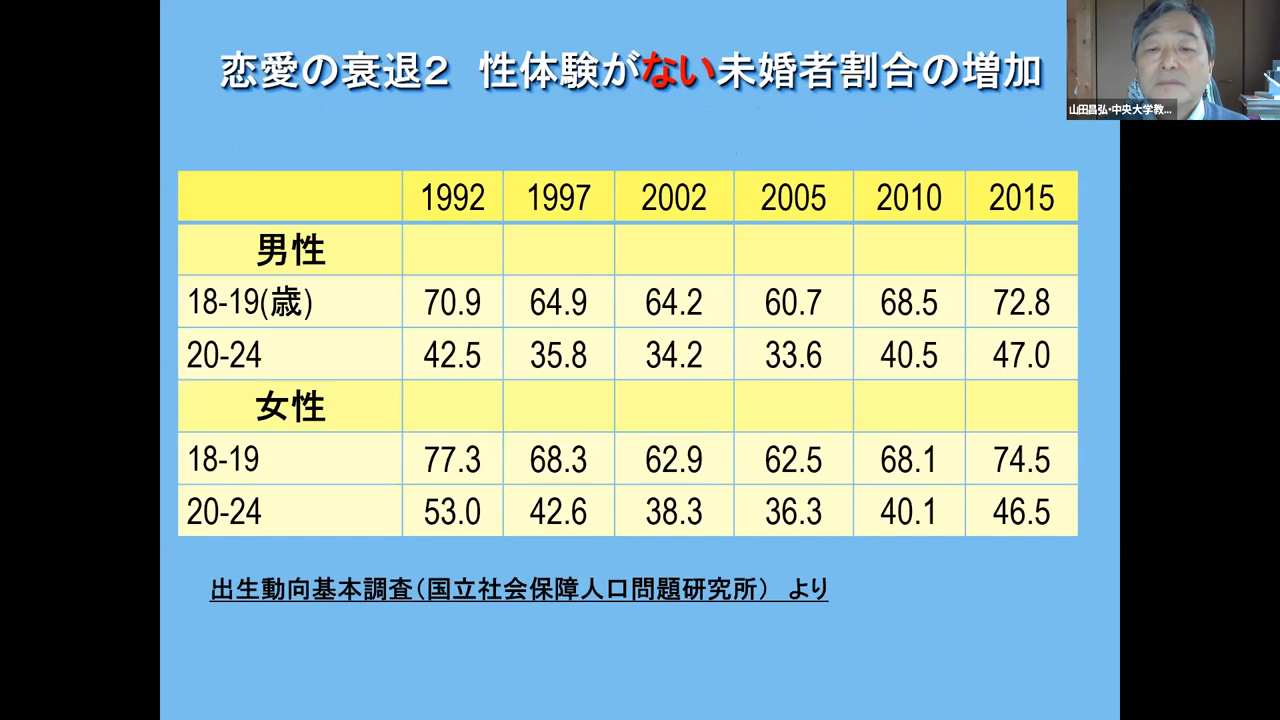 恋愛の衰退２　性体験がない未婚者割合の増加
山田昌弘・中央大学教...
1992 1997 2002 2005 2010 2015
男性
18-19(歳) 70.9 64.9 64.2 60.7 68.5 72.8
20-24 42.5 35.8 34.2 33.6 40.5 47.0
女性
18-19 77.3 68.3 62.9 62.5 68.1 74.5
20-24 53.0 42.6 38.3 36.3 40.1 46.5
出生動向基本調査（国立社会保障人口問題研究所）　より